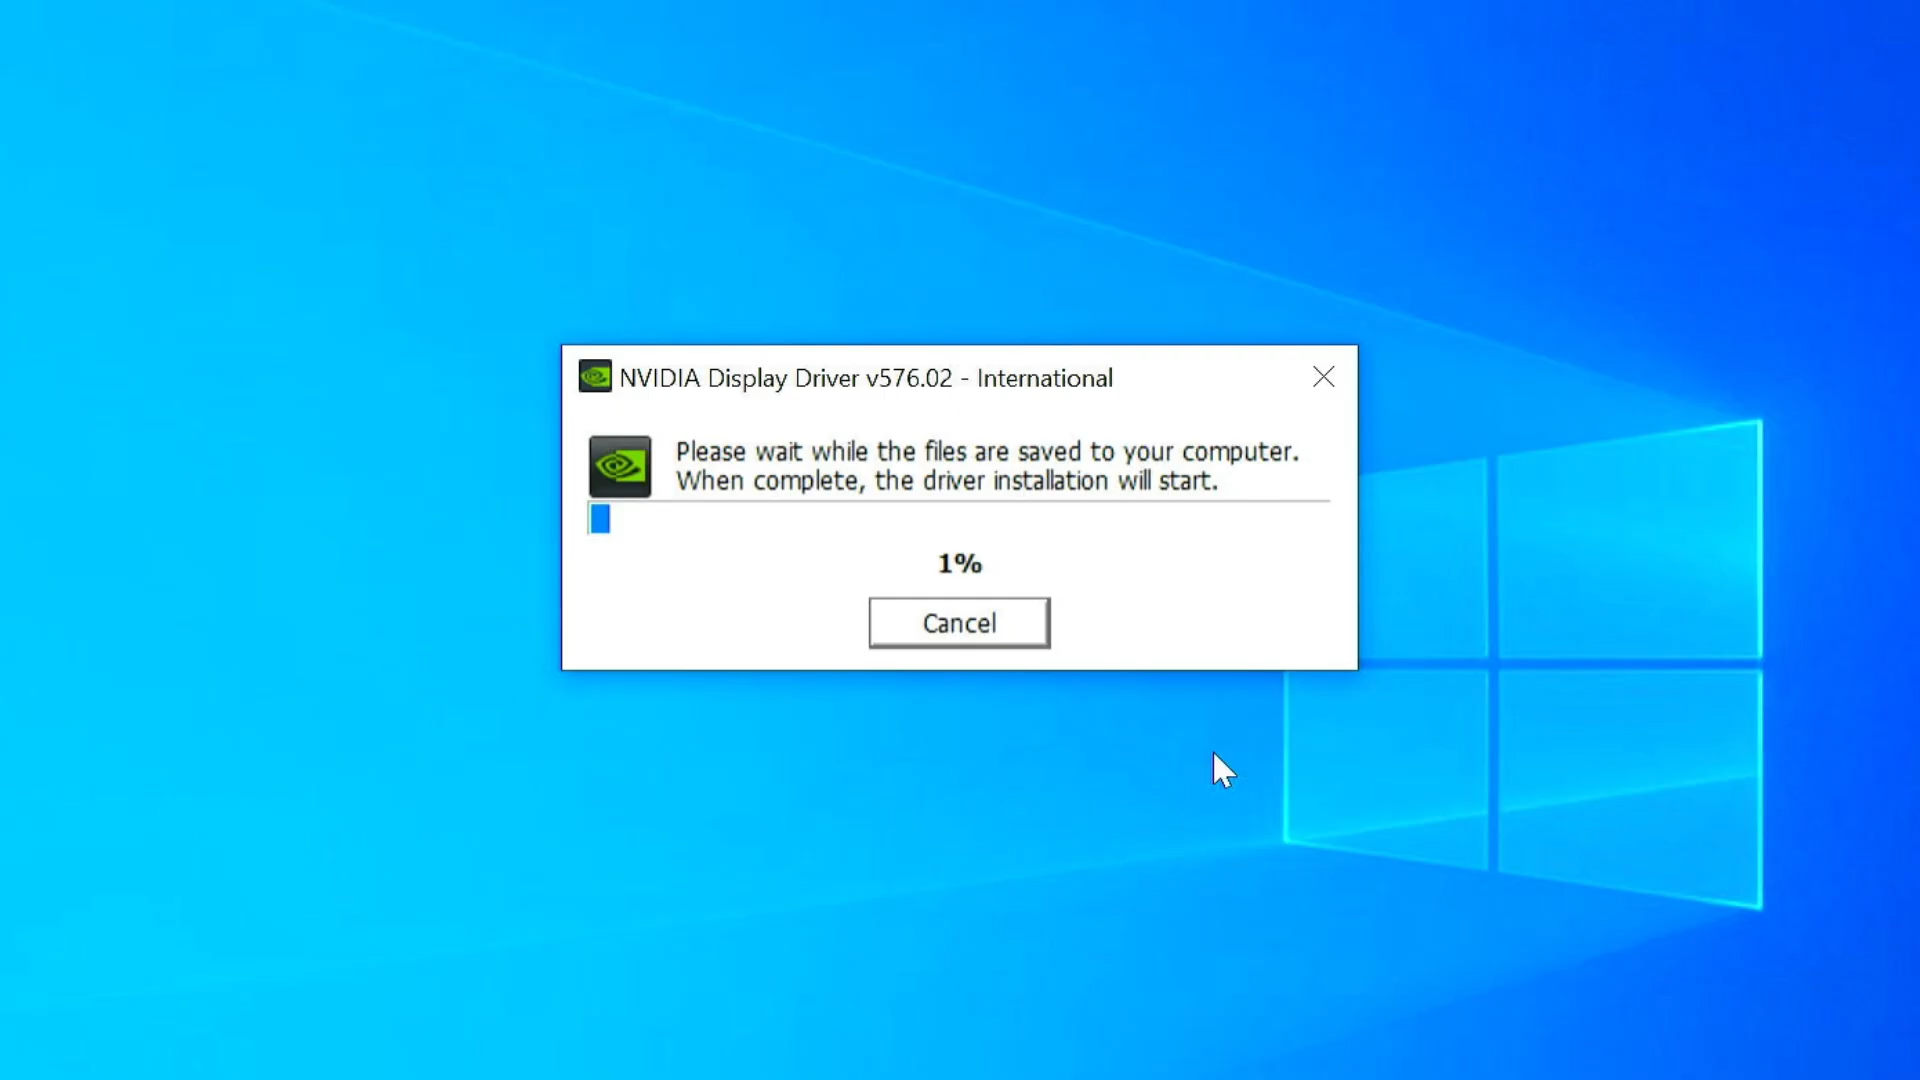 NVIDIA Display Driver v576.02 - International
Please wait while the files are saved to your computer.
When complete, the driver installation will start.
1%
Cancel